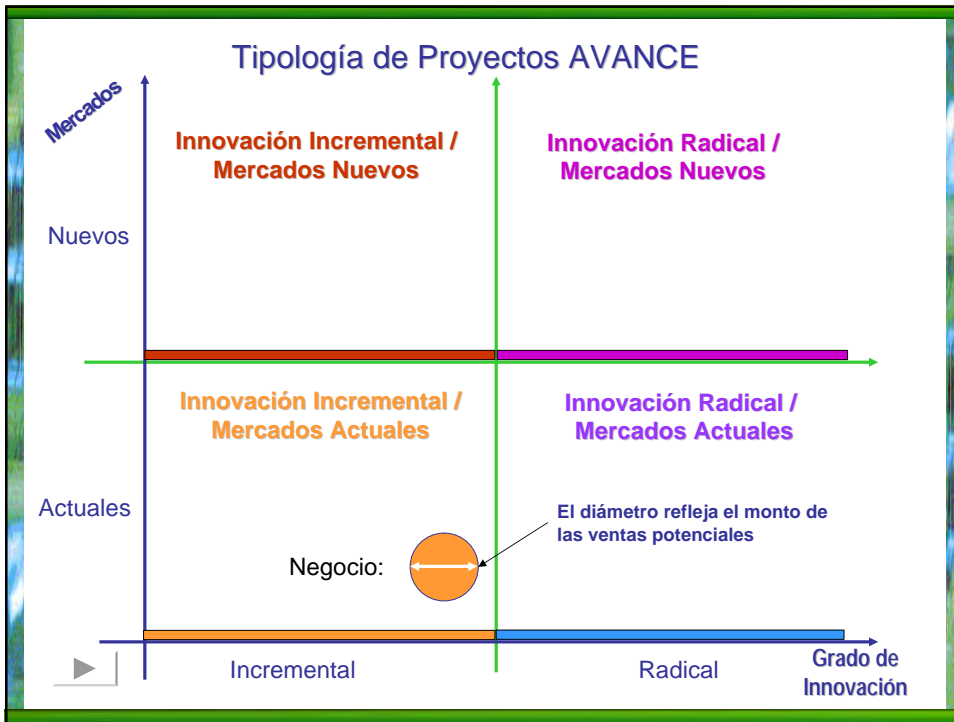 Tipología de Proyectos AVANCE
Mercados
Innovación Incremental /
Mercados Nuevos
Innovación Radical /
Mercados Nuevos
Nuevos
Innovación Incremental /
Mercados Actuales
Innovación Radical /
Mercados Actuales
Actuales
El diámetro refleja el monto de
las ventas potenciales
Negocio:
Incremental
Radical
Grado de
Innovación